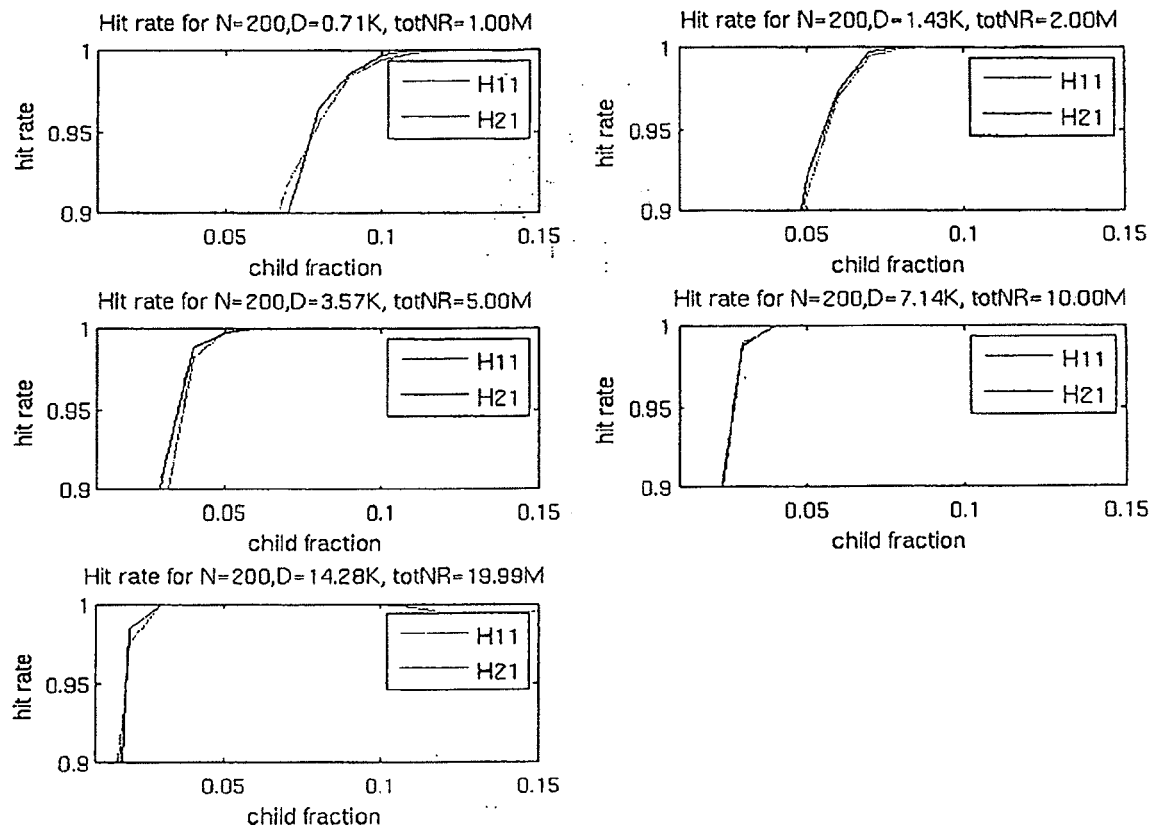 Hit rate for N=200,D=0.71K, totNR=1.00M
1
0.95
0.9
hit rate
H11
H21
0.05
0.1
0.15
child fraction
Hit rate for N=200,D=1.43K, totNR=2.00M
1
0.95
0.9
hit rate
H11
H21
0.05
0.1
0.15
child fraction
Hit rate for N=200,D=3.57K, totNR=5.00M
1
0.95
0.9
hit rate
H11
H21
0.05
0.1
0.15
child fraction
Hit rate for N=200,D=7.14K, totNR=10.00M
1
0.95
0.9
hit rate
H11
H21
0.05
0.1
0.15
child fraction
Hit rate for N=200,D=14.28K, totNR=19.99M
1
0.95
0.9
hit rate
H11
H21
0.05
0.1
0.15
child fraction